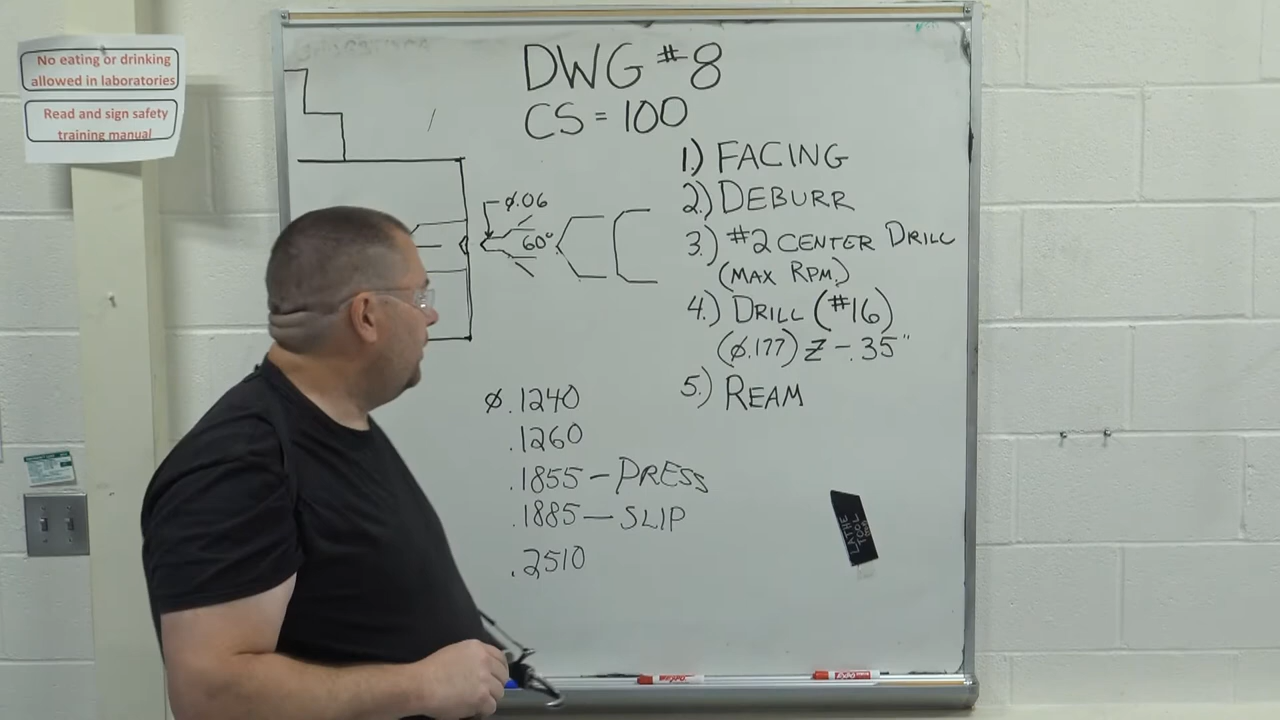 No eating or drinking
allowed in laboratories
Read and sign safety
training manual
DWG #8
CS = 100
1.) FACING
2.) DEBURR
3.) #2 CENTER DRILL
(MAX RPM.)
4.) DRILL (#16)
(Ø.177) Z -.35"
5.) REAM
Ø.06
60°
Ø.1240
.1260
.1855 - PRESS
.1885 - SLIP
.2510
LATHE
TOOL